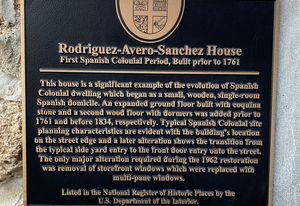 Rodriguez-Avero-Sanchez House
First Spanish Colonial Period, Built prior to 1761
This house is a significant example of the evolution of Spanish
Colonial dwelling which began as a small, wooden, single-room
Spanish domicile. An expanded ground floor built with coquina
stone and a second wood floor with dormers was added prior to
1761 and before 1834, respectively. Typical Spanish Colonial site
planning characteristics are evident with the building's location
on the street edge and a later alteration shows the transition from
the typical side yard entry to the front door entry onto the street.
The only major alteration required during the 1962 restoration
was removal of storefront windows which were replaced with
multi-pane windows.
Listed in the National Register of Historic Places by the
U.S. Department of the Interior.